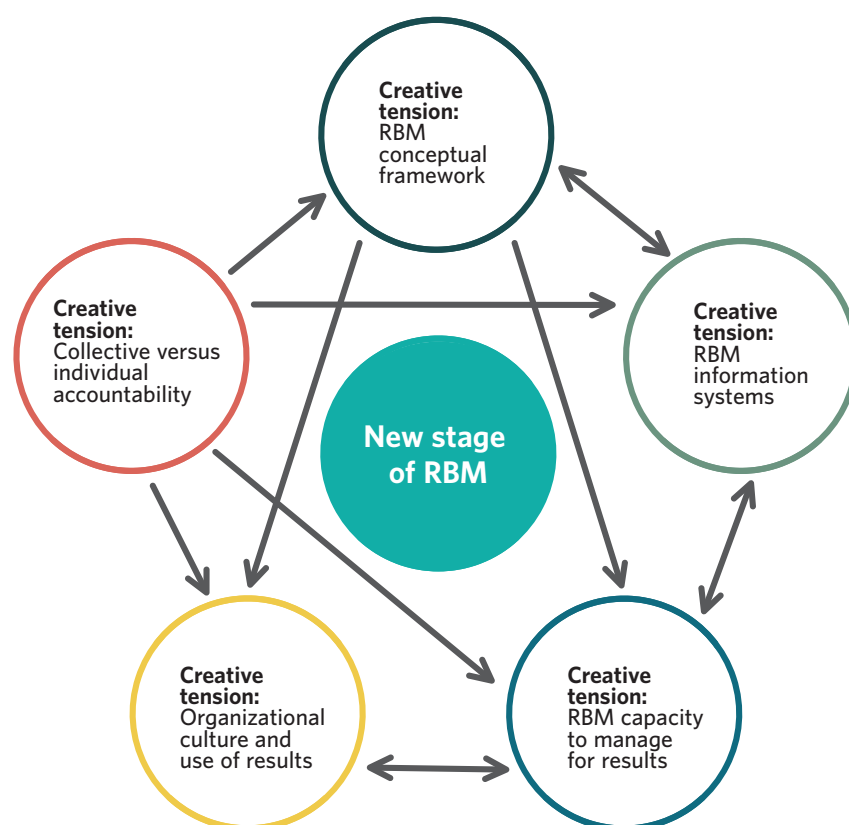 Creative
tension:
RBM
conceptual
framework
Creative
tension:
Collective versus
individual
accountability
Creative
tension:
RBM
information
systems
New stage
of RBM
Creative
tension:
Organizational
culture and
use of results
Creative
tension:
RBM capacity
to manage
for results